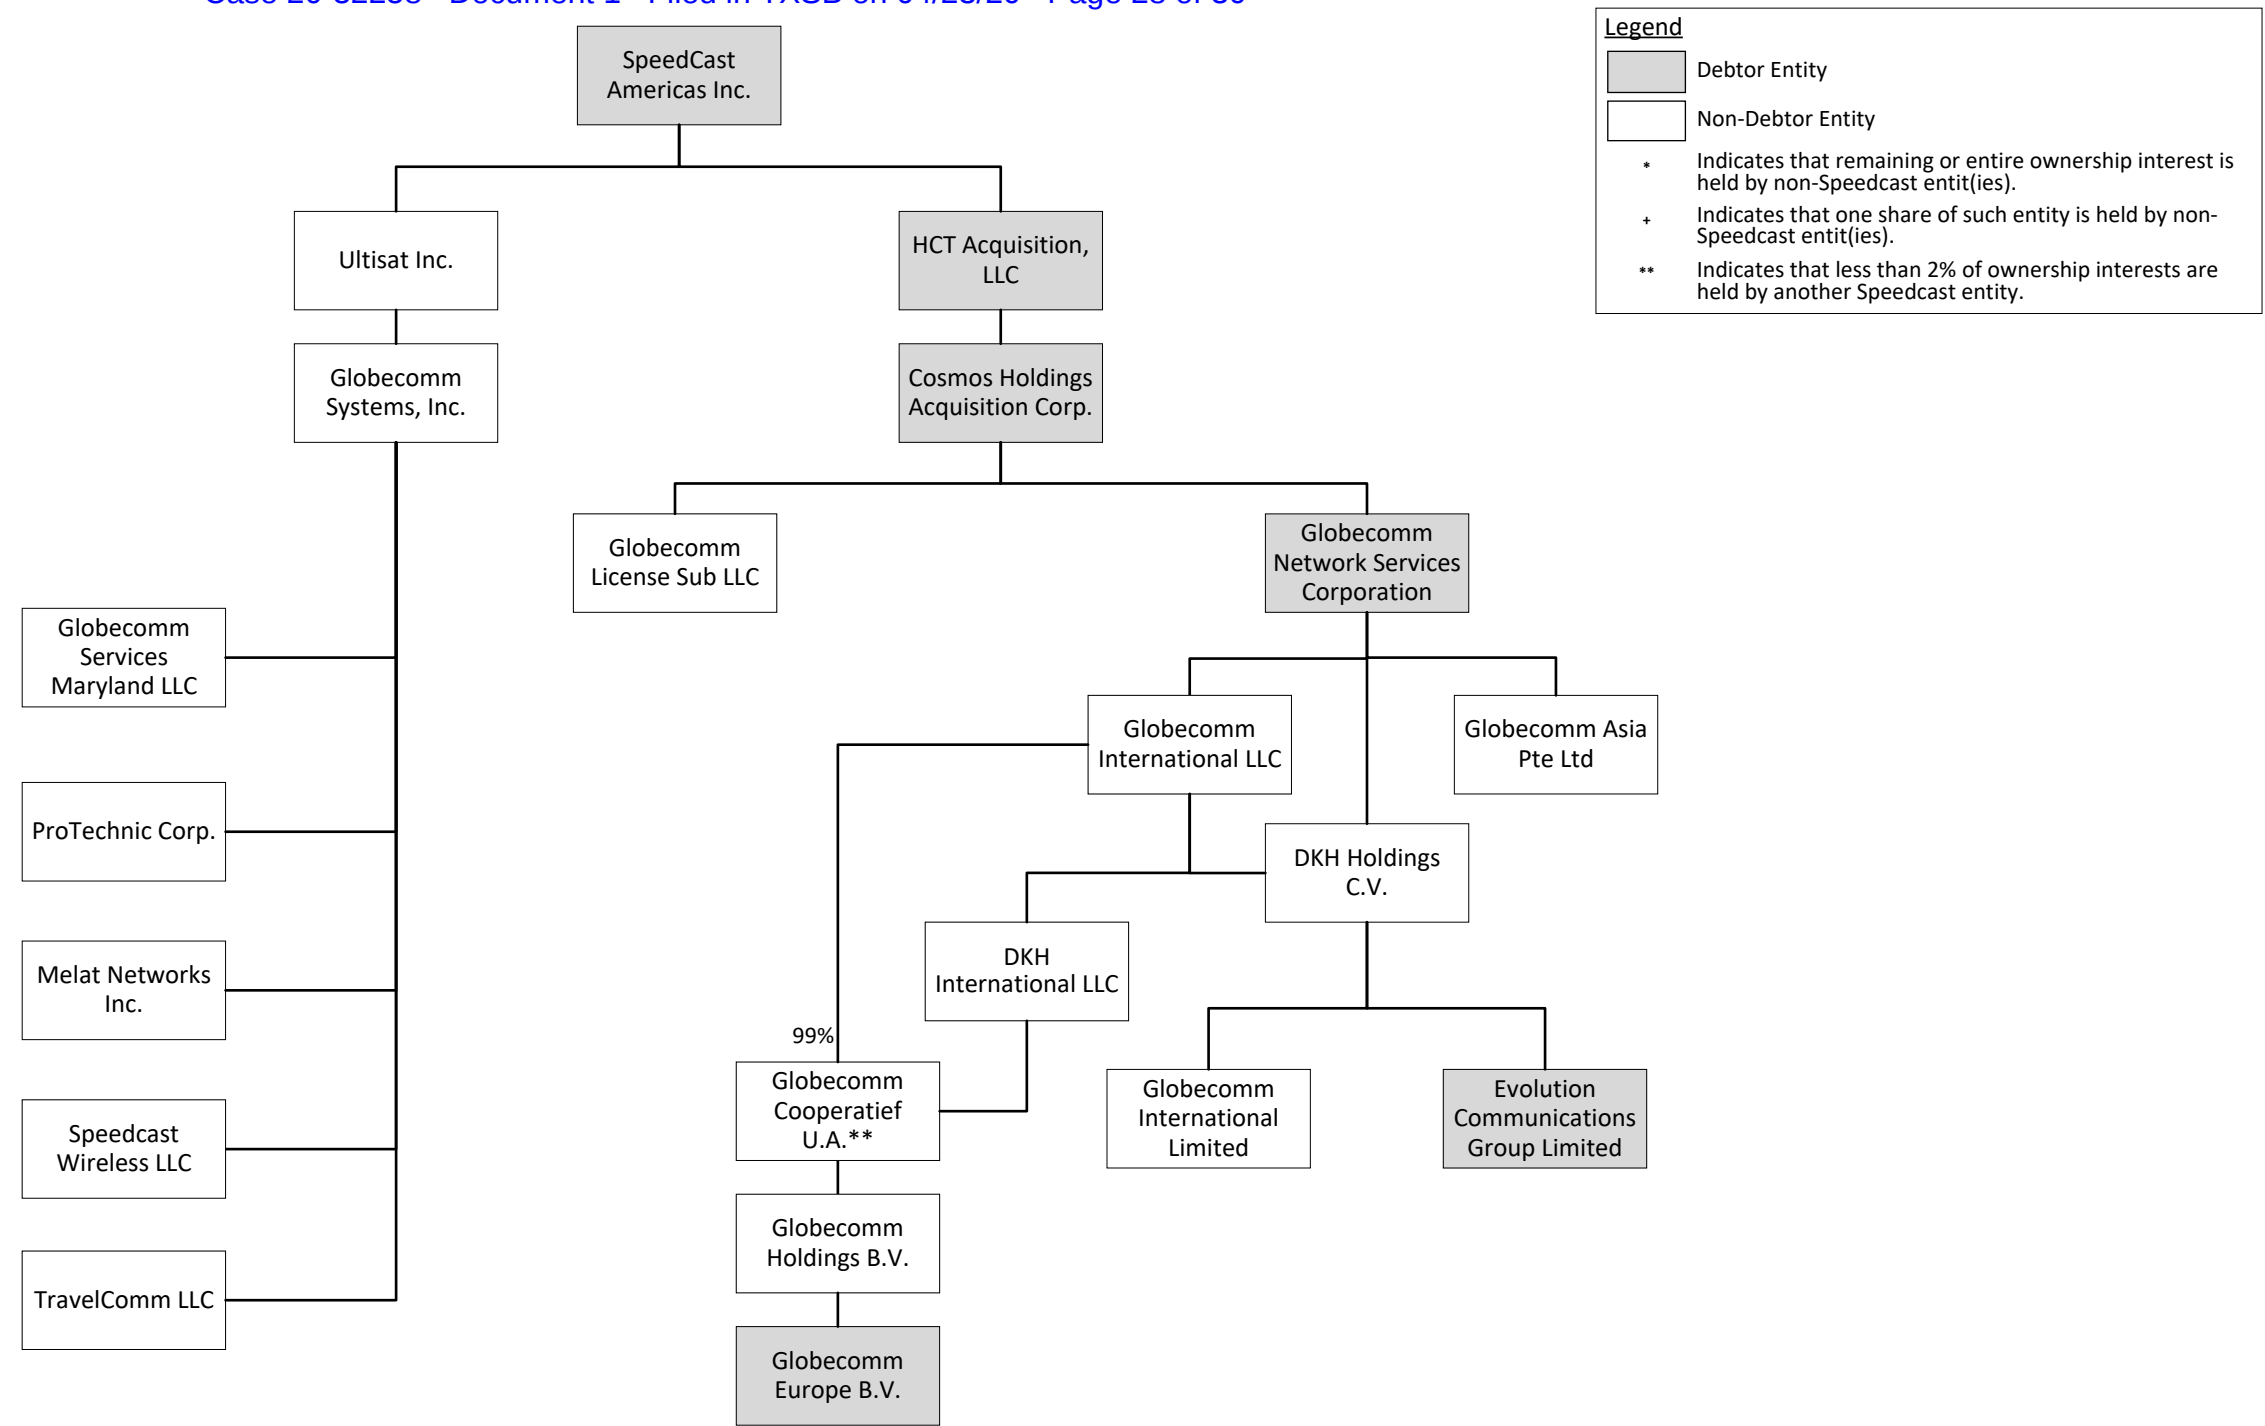 SpeedCast
Americas Inc.
Legend
Debtor Entity
Non-Debtor Entity
* Indicates that remaining or entire ownership interest is
held by non-Speedcast entit(ies).
+ Indicates that one share of such entity is held by non-
Speedcast entit(ies).
** Indicates that less than 2% of ownership interests are
held by another Speedcast entity.
Ultisat Inc.
HCT Acquisition,
LLC
Globecomm
Systems, Inc.
Cosmos Holdings
Acquisition Corp.
Globecomm
License Sub LLC
Globecomm
Network Services
Corporation
Globecomm
Services
Maryland LLC
Globecomm
International LLC
Globecomm Asia
Pte Ltd
ProTechnic Corp.
DKH Holdings
C.V.
Melat Networks
Inc.
DKH
International LLC
99%
Globecomm
Cooperatief
U.A.**
Globecomm
International
Limited
Evolution
Communications
Group Limited
Speedcast
Wireless LLC
Globecomm
Holdings B.V.
TravelComm LLC
Globecomm
Europe B.V.